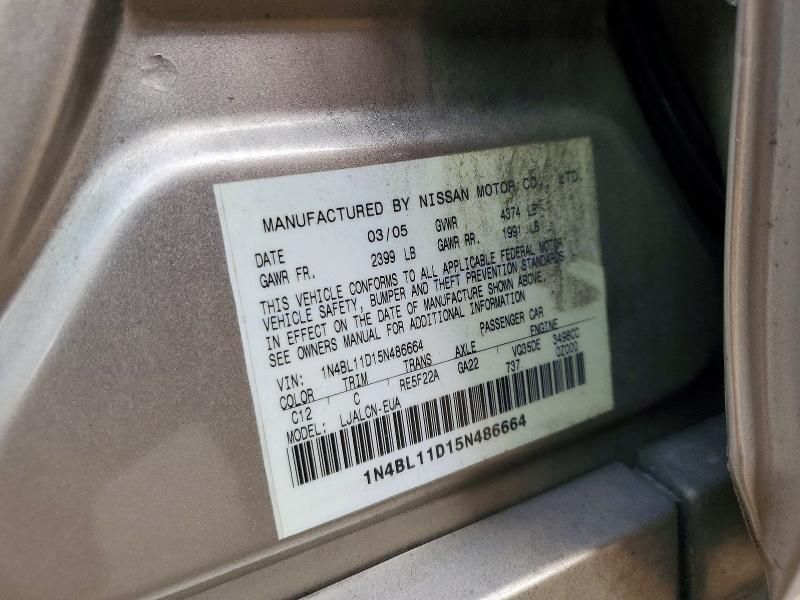 MANUFACTURED BY NISSAN MOTOR CO., LTD.
DATE 03/05 GVWR 4374 LB
GAWR FR. 2399 LB GAWR RR. 1991 LB
THIS VEHICLE CONFORMS TO ALL APPLICABLE FEDERAL MOTOR
VEHICLE SAFETY, BUMPER AND THEFT PREVENTION STANDARDS
IN EFFECT ON THE DATE OF MANUFACTURE SHOWN ABOVE.
SEE OWNERS MANUAL FOR ADDITIONAL INFORMATION
VIN: 1N4BL11D15N486664 PASSENGER CAR
COLOR TRIM TRANS AXLE ENGINE
C12 C RE5F22A GA22 VQ35DE 3498CC
MODEL: LJALCN-EUA 737 0Z000
1N4BL11D15N486664